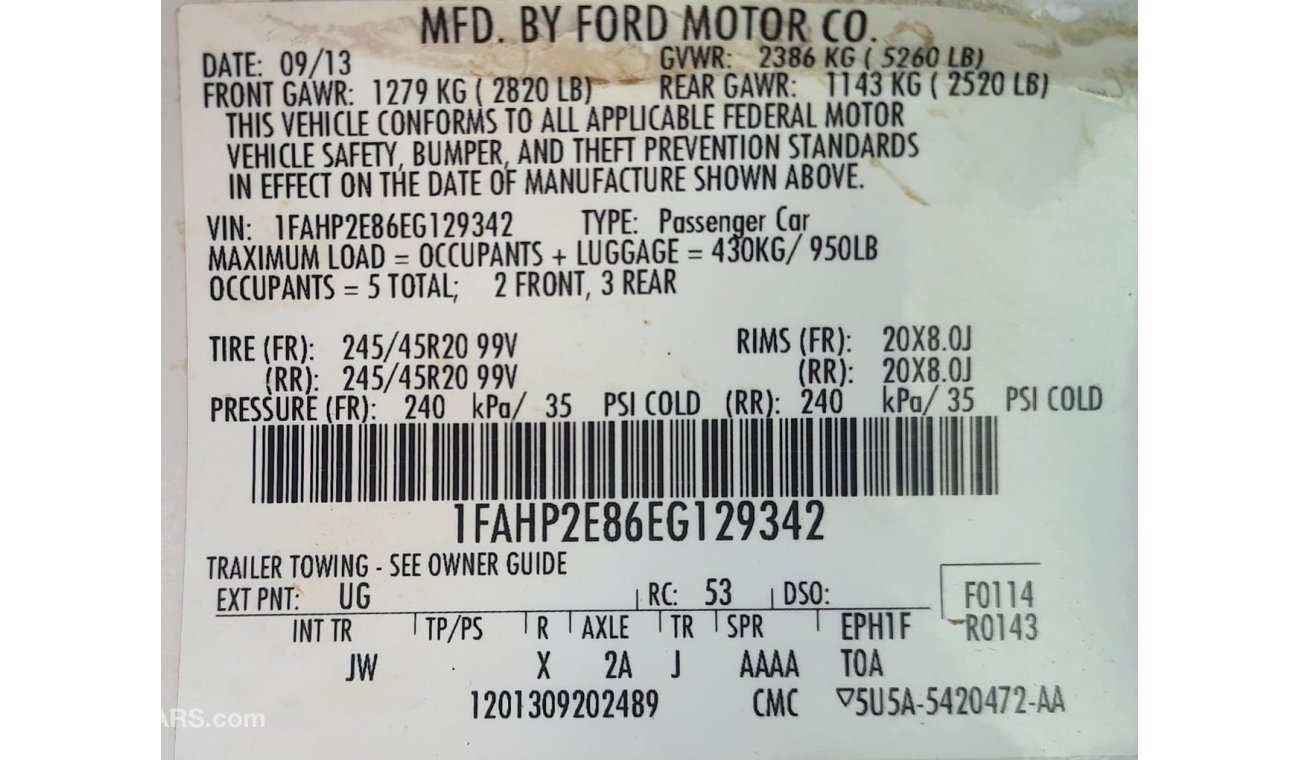 MFD. BY FORD MOTOR CO.
DATE: 09/13 GVWR: 2386 KG ( 5260 LB)
FRONT GAWR: 1279 KG ( 2820 LB) REAR GAWR: 1143 KG ( 2520 LB)
THIS VEHICLE CONFORMS TO ALL APPLICABLE FEDERAL MOTOR
VEHICLE SAFETY, BUMPER, AND THEFT PREVENTION STANDARDS
IN EFFECT ON THE DATE OF MANUFACTURE SHOWN ABOVE.
VIN: 1FAHP2E86EG129342 TYPE: Passenger Car
MAXIMUM LOAD = OCCUPANTS + LUGGAGE = 430KG/ 950LB
OCCUPANTS = 5 TOTAL; 2 FRONT, 3 REAR
TIRE (FR): 245/45R20 99V RIMS (FR): 20X8.0J
(RR): 245/45R20 99V (RR): 20X8.0J
PRESSURE (FR): 240 kPa/ 35 PSI COLD (RR): 240 kPa/ 35 PSI COLD
1FAHP2E86EG129342
TRAILER TOWING - SEE OWNER GUIDE
EXT PNT: UG RC: 53 DSO: F0114
INT TR TP/PS R AXLE TR SPR EPH1F R0143
JW X 2A J AAAA T0A
1201309202489 CMC ▽5U5A-5420472-AA
ARS.com